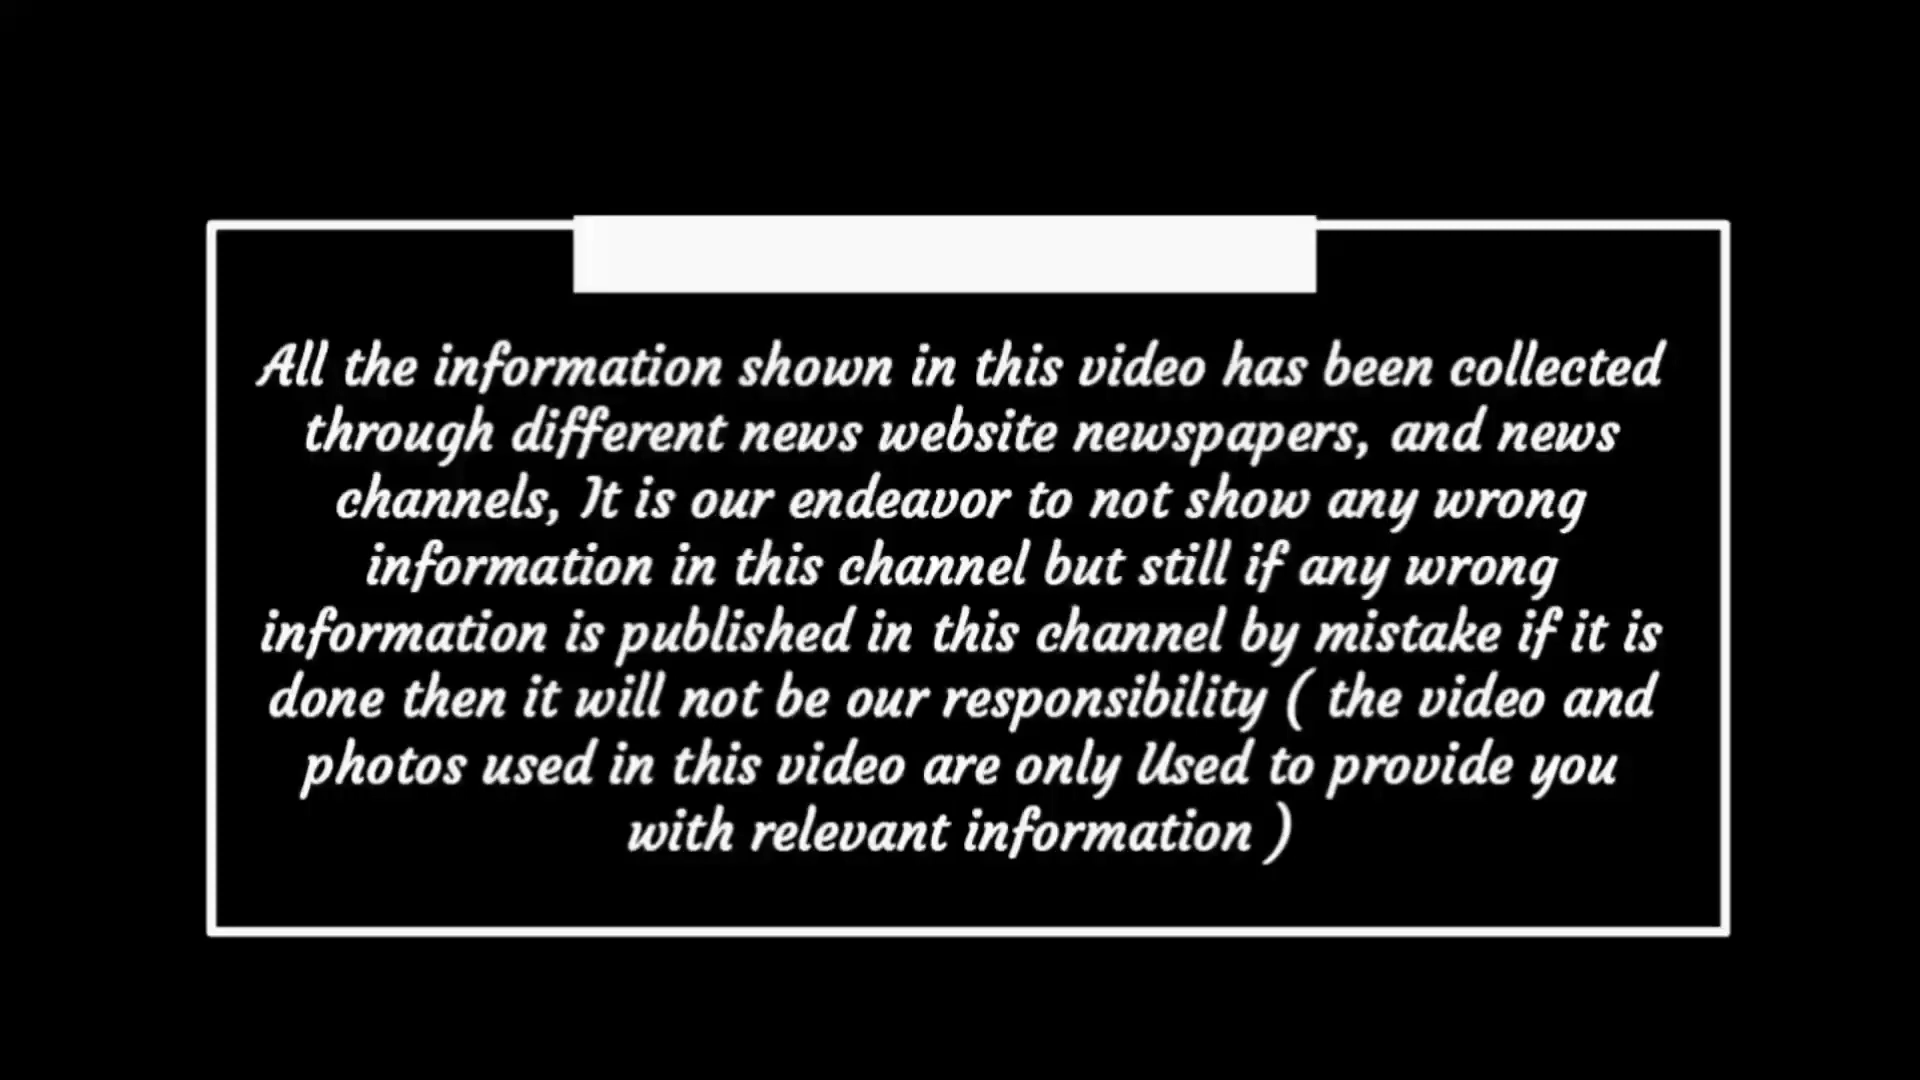 All the information shown in this video has been collected
through different news website newspapers, and news
channels, It is our endeavor to not show any wrong
information in this channel but still if any wrong
information is published in this channel by mistake if it is
done then it will not be our responsibility ( the video and
photos used in this video are only Used to provide you
with relevant information )